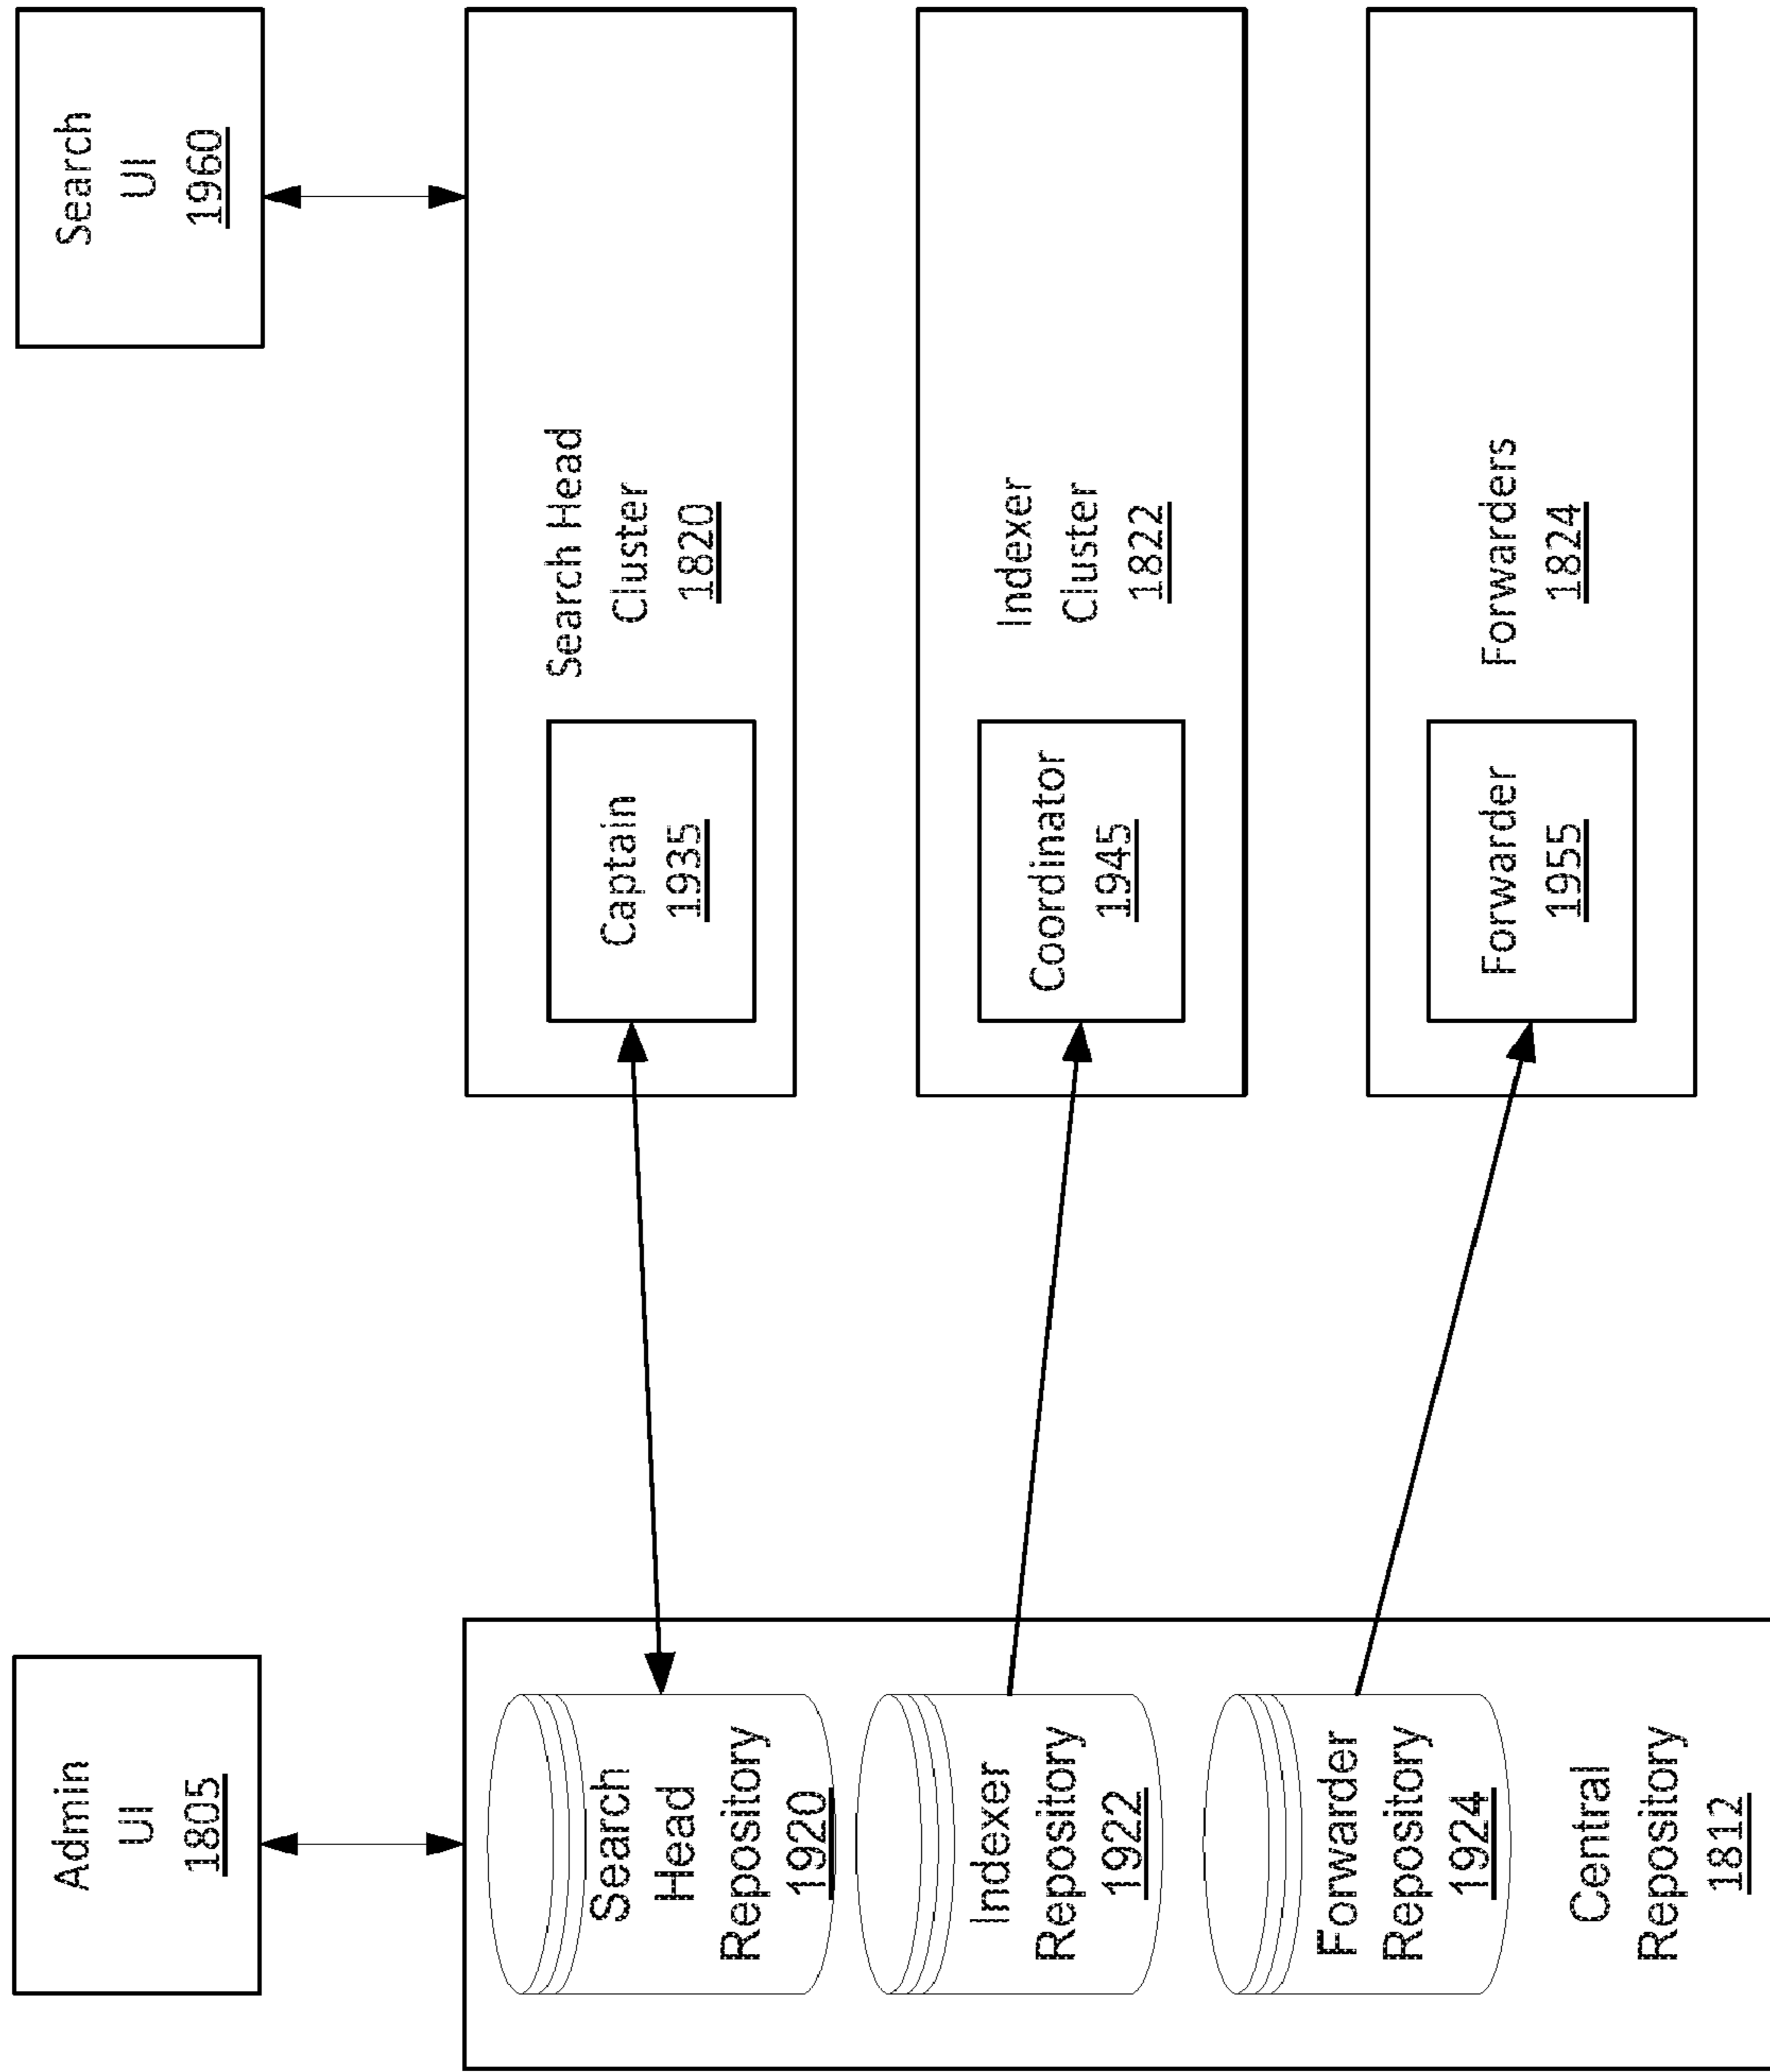 Admin
UI
1805
Search
UI
1960
Search
Head
Repository
1920
Indexer
Repository
1922
Forwarder
Repository
1924
Central
Repository
1812
Captain
1935
Search Head
Cluster
1820
Coordinator
1945
Indexer
Cluster
1822
Forwarder
1955
Forwarders
1824